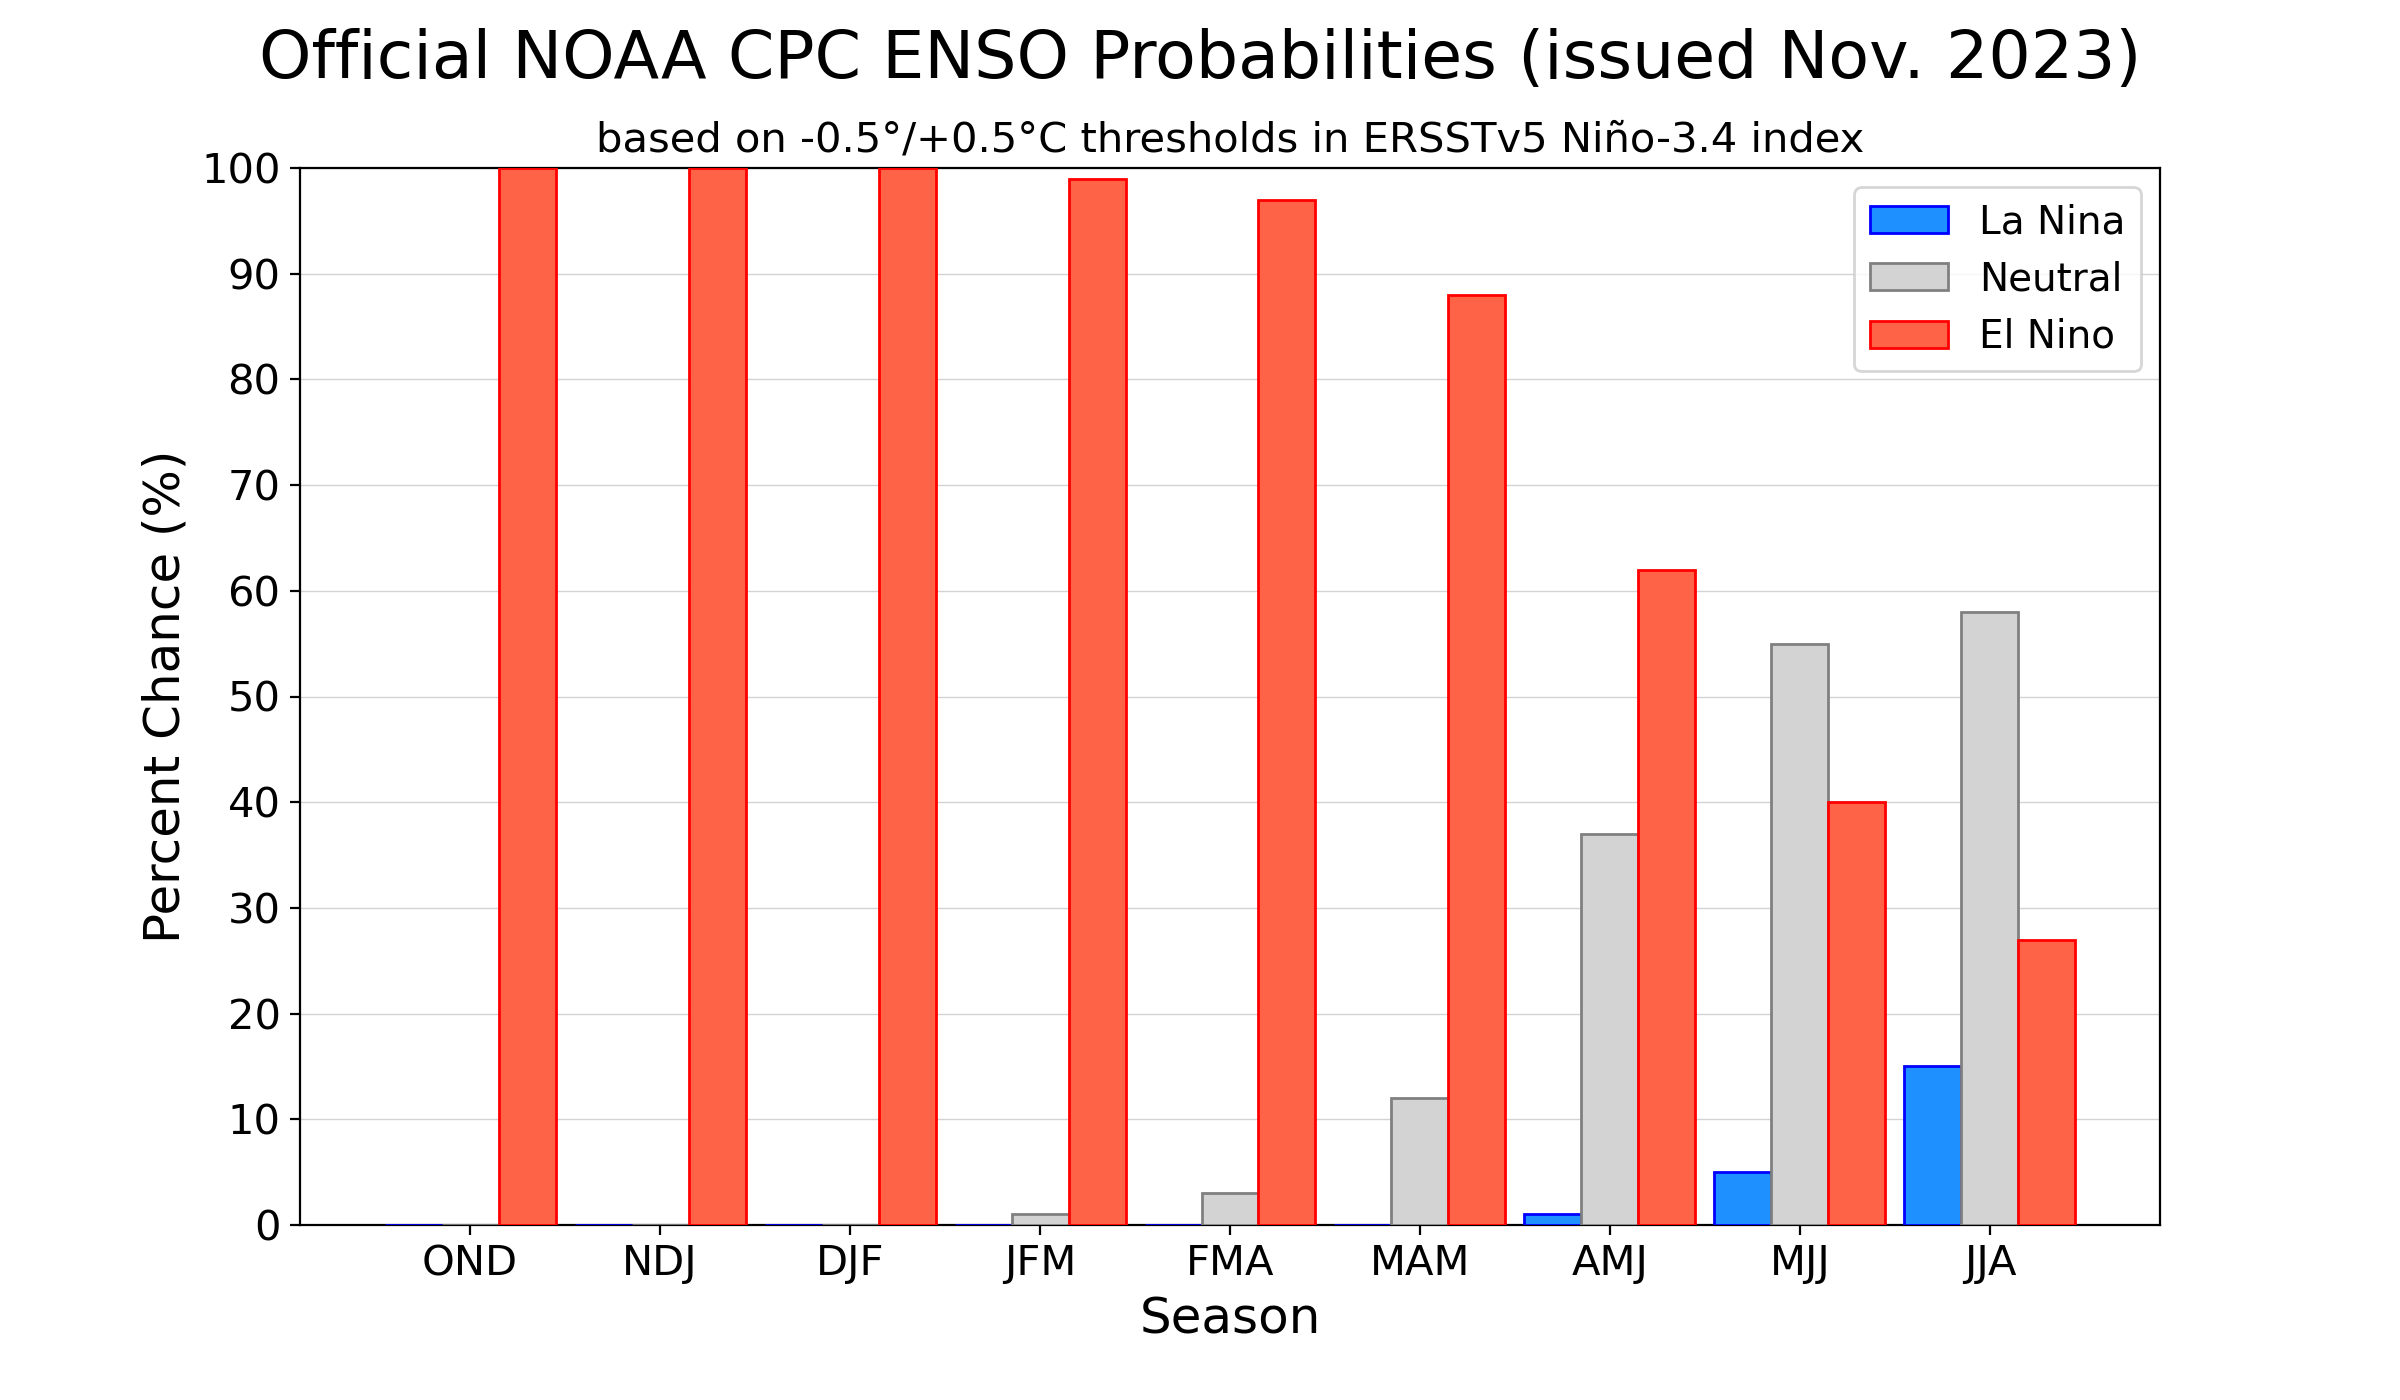 Official NOAA CPC ENSO Probabilities (issued Nov. 2023)
based on -0.5°/+0.5°C thresholds in ERSSTv5 Niño-3.4 index
La Nina
Neutral
El Nino
Percent Chance (%)
100
90
80
70
60
50
40
30
20
10
0
OND NDJ DJF JFM FMA MAM AMJ MJJ JJA
Season